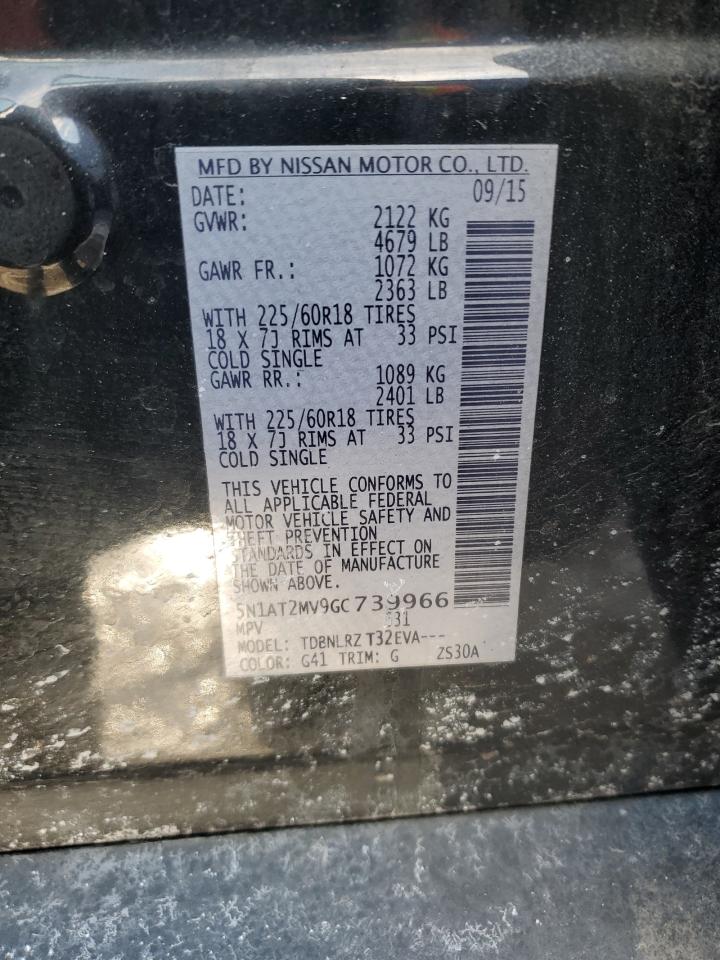 MFD BY NISSAN MOTOR CO., LTD.
DATE: 09/15
GVWR: 2122 KG
4679 LB
GAWR FR.: 1072 KG
2363 LB
WITH 225/60R18 TIRES
18 X 7J RIMS AT 33 PSI
COLD SINGLE
GAWR RR.: 1089 KG
2401 LB
WITH 225/60R18 TIRES
18 X 7J RIMS AT 33 PSI
COLD SINGLE
THIS VEHICLE CONFORMS TO
ALL APPLICABLE FEDERAL
MOTOR VEHICLE SAFETY AND
THEFT PREVENTION
STANDARDS IN EFFECT ON
THE DATE OF MANUFACTURE
SHOWN ABOVE.
5N1AT2MV9GC739966
MPV
MODEL: TDBNLRZ T32EVA---
COLOR: G41 TRIM: G ZS30A